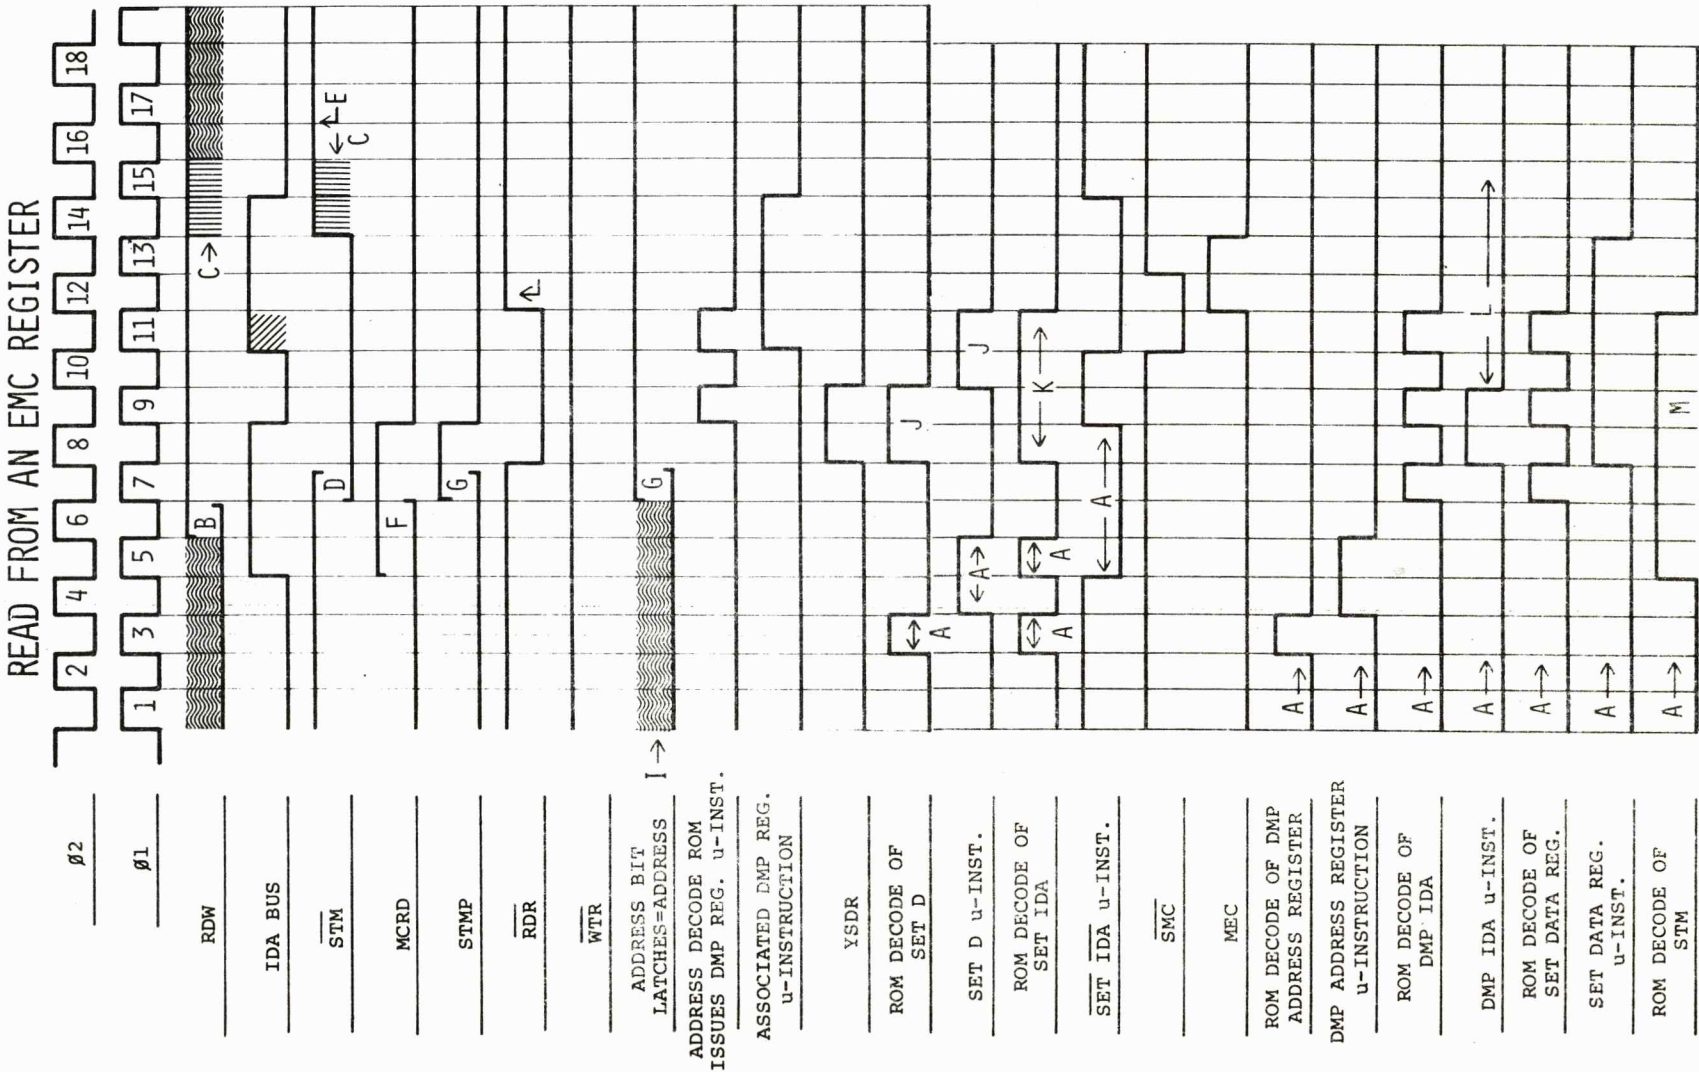 READ FROM AN EMC REGISTER
ø2
2
4
6
8
10
12
14
16
18
ø1
1
3
5
7
9
11
13
15
17
RDW
B
C→
IDA BUS
STM
D
←C
←E
MCRD
F
STMP
G
RDR
←
WTR
ADDRESS BIT
LATCHES=ADDRESS
I→
G
ADDRESS DECODE ROM
ISSUES DMP REG. u-INST.
ASSOCIATED DMP REG.
u-INSTRUCTION
YSDR
ROM DECODE OF
SET D
↔
A
J
SET D u-INST.
←A→
J
ROM DECODE OF
SET IDA
↔
A
↔
A
← K →
SET IDA u-INST.
← A →
SMC
MEC
ROM DECODE OF DMP
ADDRESS REGISTER
A→
DMP ADDRESS REGISTER
u-INSTRUCTION
A→
ROM DECODE OF
DMP IDA
A→
DMP IDA u-INST.
A→
← L →
ROM DECODE OF
SET DATA REG.
A→
SET DATA REG.
u-INST.
A→
ROM DECODE OF
STM
A→
M